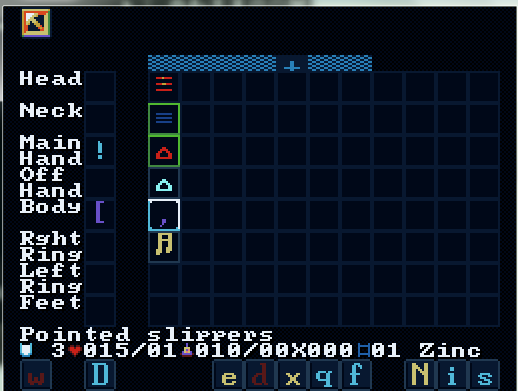 Head
Neck
Main
Hand !
Off
Hand
Body [ ,
Rght
Ring
Left
Ring
Feet
Pointed slippers
3♥015/01 010/00X000 01 Zinc
w D e d x q f N i s